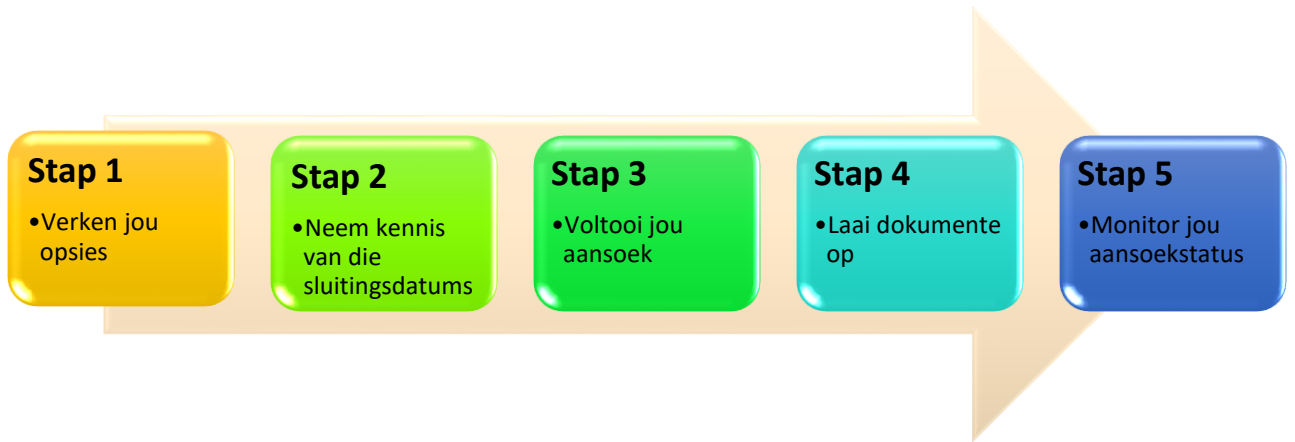 Stap 1
•Verken jou
opsies
Stap 2
•Neem kennis
van die
sluitingsdatums
Stap 3
•Voltooi jou
aansoek
Stap 4
•Laai dokumente
op
Stap 5
•Monitor jou
aansoekstatus